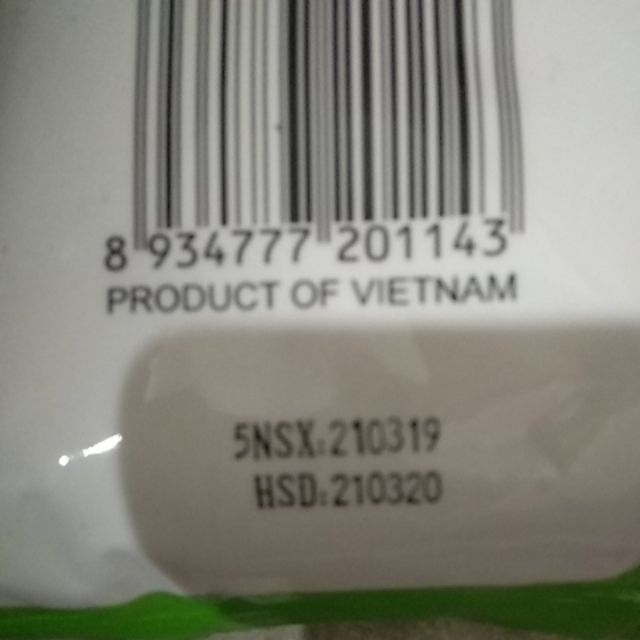 8 934777 201143
PRODUCT OF VIETNAM
5NSX:210319
HSD:210320